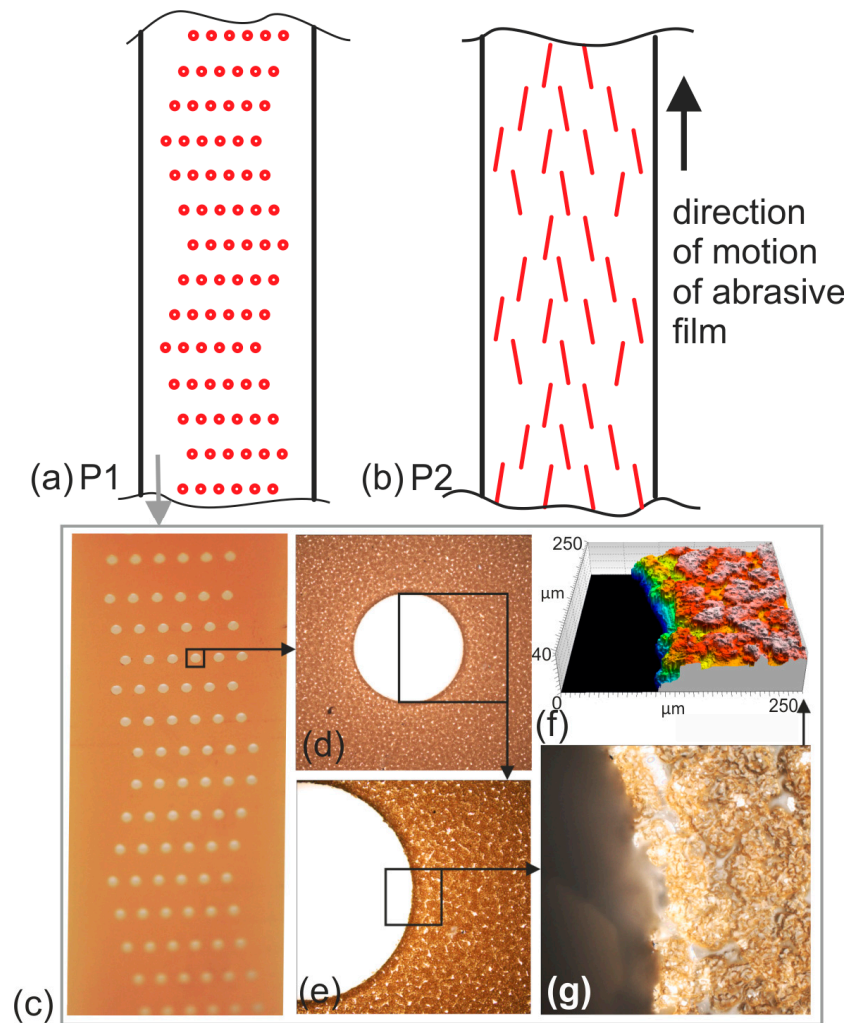 (a) P1
(b) P2
direction
of motion
of abrasive
film
(c)
(d)
(e)
250
µm
40
0
µm
250
(f)
(g)